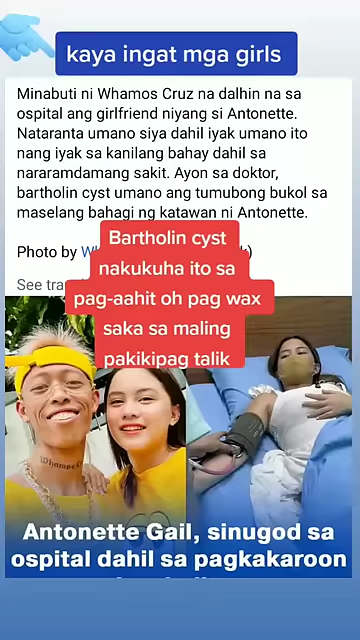 kaya ingat mga girls
Minabuti ni Whamos Cruz na dalhin na sa
ospital ang girlfriend niyang si Antonette.
Nataranta umano siya dahil iyak umano ito
nang iyak sa kanilang bahay dahil sa
nararamdamang sakit. Ayon sa doktor,
bartholin cyst umano ang tumubong bukol sa
maselang bahagi ng katawan ni Antonette.
Photo by
See
Bartholin cyst
nakukuha ito sa
pag-aahit oh pag wax
saka sa maling
pakikipag talik
Whamos C
Antonette Gail, sinugod sa
ospital dahil sa pagkakaroon